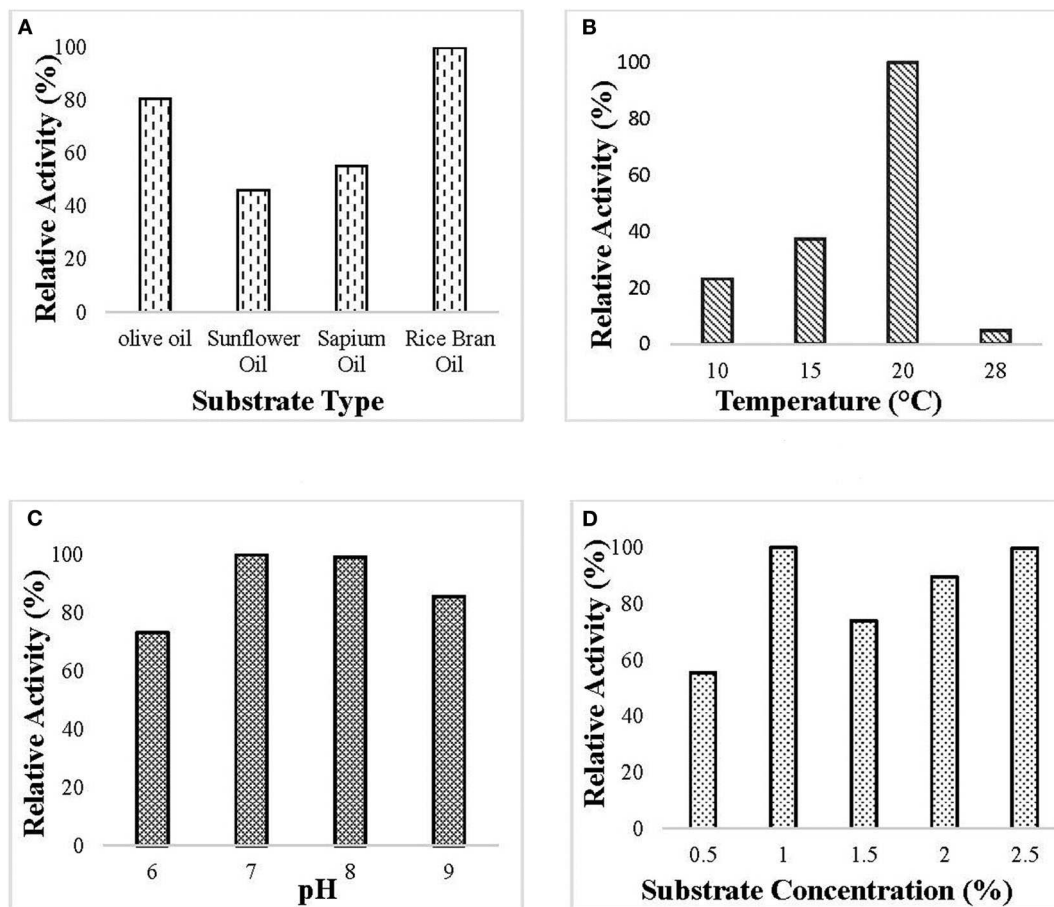 A
Relative Activity (%)
100
80
60
40
20
0
olive oil Sunflower Oil Sapium Oil Rice Bran Oil
Substrate Type
B
Relative Activity (%)
100
80
60
40
20
0
10 15 20 28
Temperature (°C)
C
Relative Activity (%)
100
80
60
40
20
0
6 7 8 9
pH
D
Relative Activity (%)
100
80
60
40
20
0
0.5 1 1.5 2 2.5
Substrate Concentration (%)